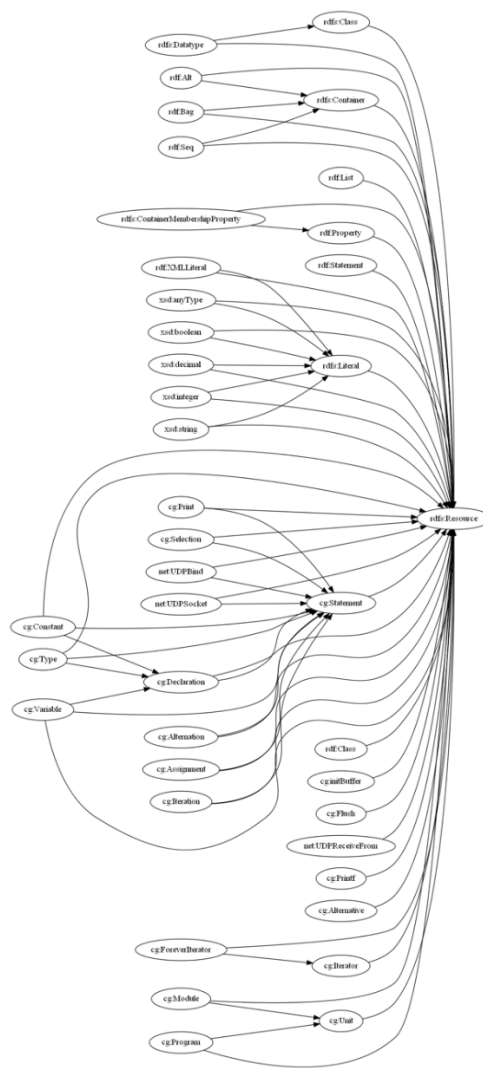 rdfs:Class
rdfs:Datatype
rdf:Alt
rdfs:Container
rdf:Bag
rdf:Seq
rdf:List
rdfs:ContainerMembershipProperty
rdf:Property
rdf:Statement
rdf:XMLLiteral
xsd:anyType
xsd:boolean
xsd:decimal
rdfs:Literal
xsd:integer
xsd:string
cg:Print
rdfs:Resource
cg:Selection
net:UDPBind
net:UDPSocket
cg:Statement
cg:Constant
cg:Type
cg:Declaration
cg:Variable
cg:Alternation
rdf:Class
cg:Assignment
cg:initBuffer
cg:Iteration
cg:Flush
net:UDPReceiveFrom
cg:Printf
cg:Alternative
cg:ForeverIterator
cg:Iterator
cg:Module
cg:Unit
cg:Program